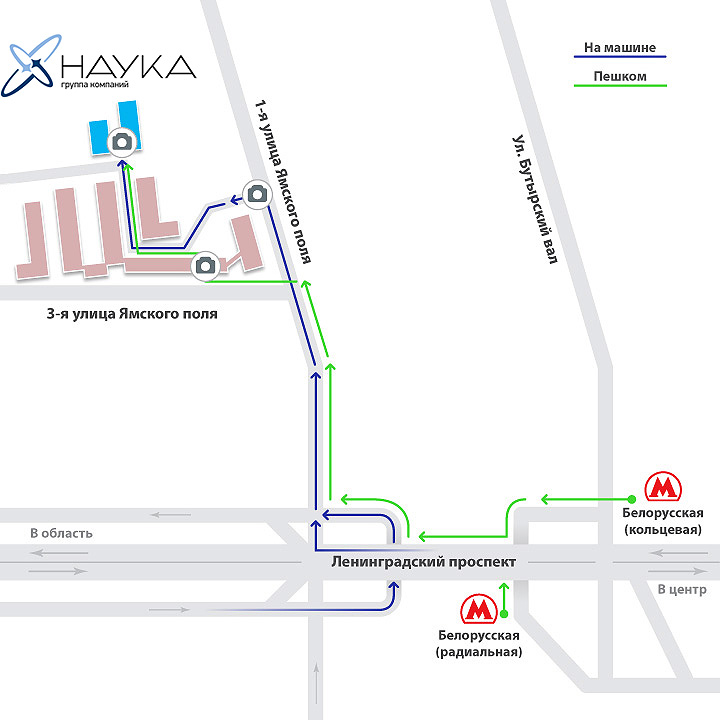 НАУКА
группа компаний
На машине
Пешком
1-я улица Ямского поля
Ул. Бутырский вал
3-я улица Ямского поля
Белорусская
(кольцевая)
В область
Ленинградский проспект
В центр
Белорусская
(радиальная)